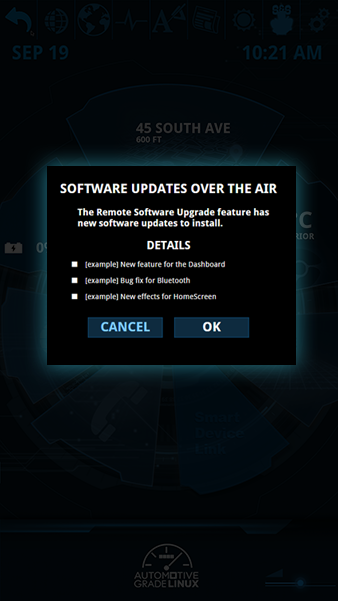 SEP 19
10:21 AM
45 SOUTH AVE
600 FT
SOFTWARE UPDATES OVER THE AIR
The Remote Software Upgrade feature has
new software updates to install.
DETAILS
[example] New feature for the Dashboard
[example] Bug fix for Bluetooth
[example] New effects for HomeScreen
CANCEL
OK
AUTOMOTIVE
GRADE LINUX